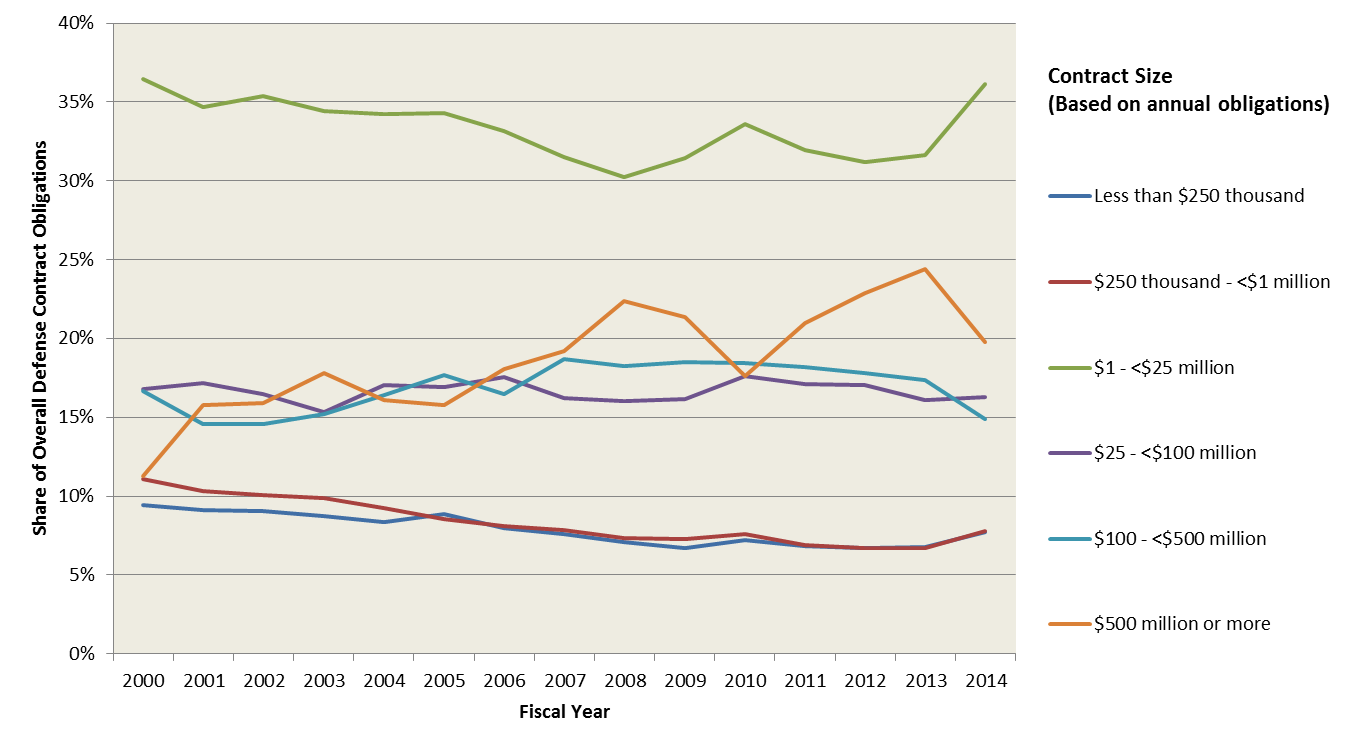 40%
35%
30%
25%
20%
15%
10%
5%
0%
Share of Overall Defense Contract Obligations
2000 2001 2002 2003 2004 2005 2006 2007 2008 2009 2010 2011 2012 2013 2014
Fiscal Year
Contract Size
(Based on annual obligations)
Less than $250 thousand
$250 thousand - <$1 million
$1 - <$25 million
$25 - <$100 million
$100 - <$500 million
$500 million or more